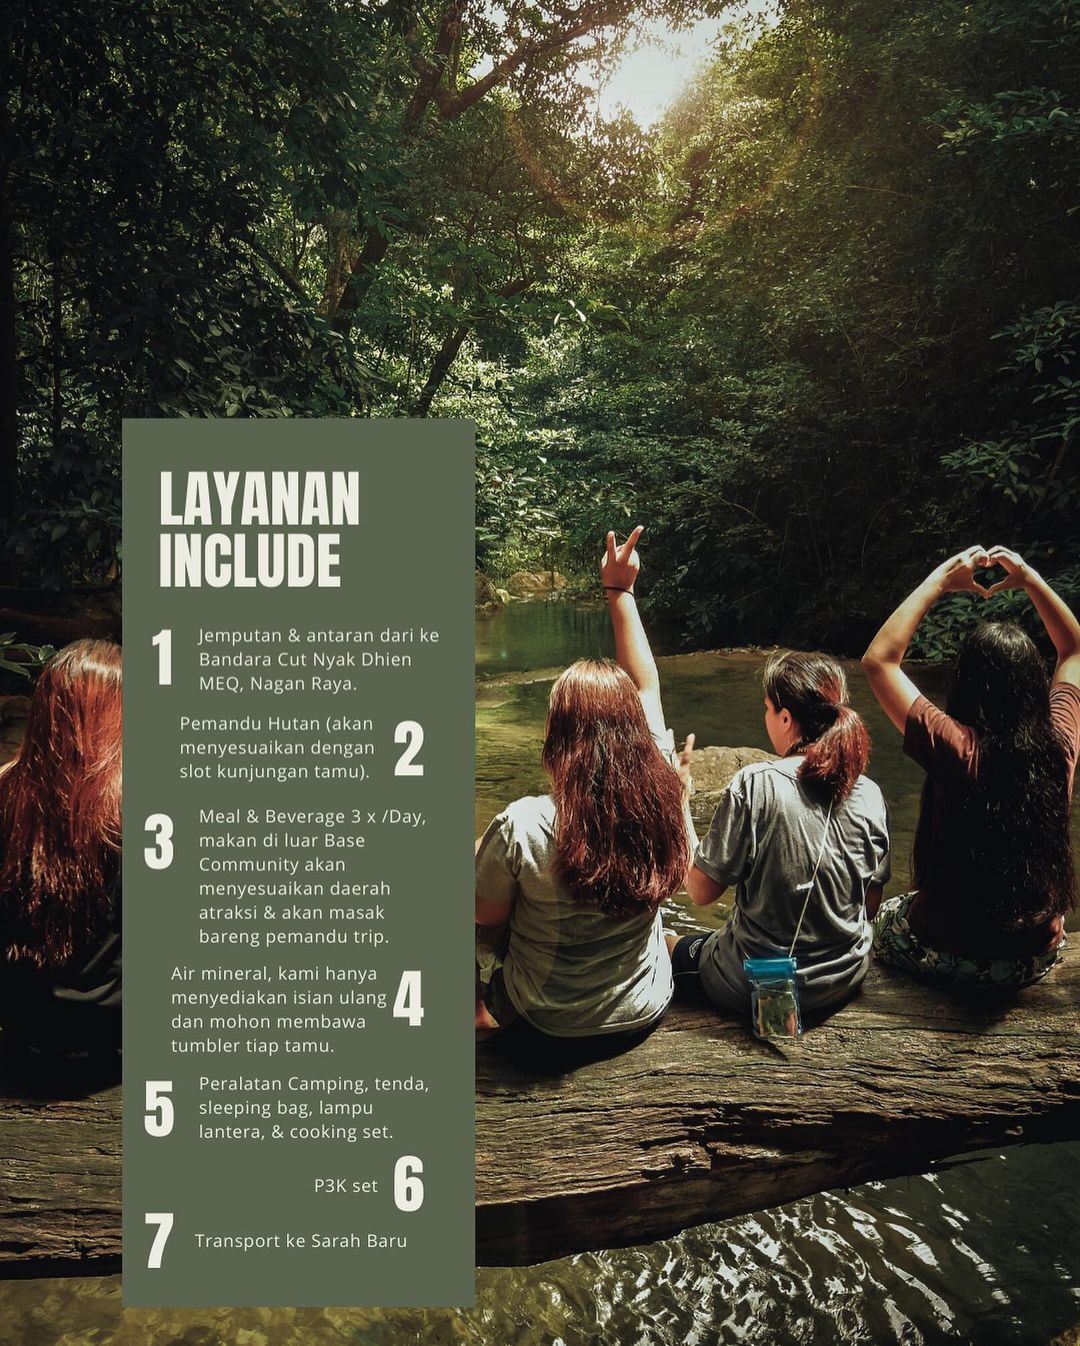 LAYANAN
INCLUDE
1
Jemputan & antaran dari ke
Bandara Cut Nyak Dhien
MEQ, Nagan Raya.
2
Pemandu Hutan (akan
menyesuaikan dengan
slot kunjungan tamu).
3
Meal & Beverage 3 x /Day,
makan di luar Base
Community akan
menyesuaikan daerah
atraksi & akan masak
bareng pemandu trip.
4
Air mineral, kami hanya
menyediakan isian ulang
dan mohon membawa
tumbler tiap tamu.
5
Peralatan Camping, tenda,
sleeping bag, lampu
lantera, & cooking set.
6
P3K set
7
Transport ke Sarah Baru